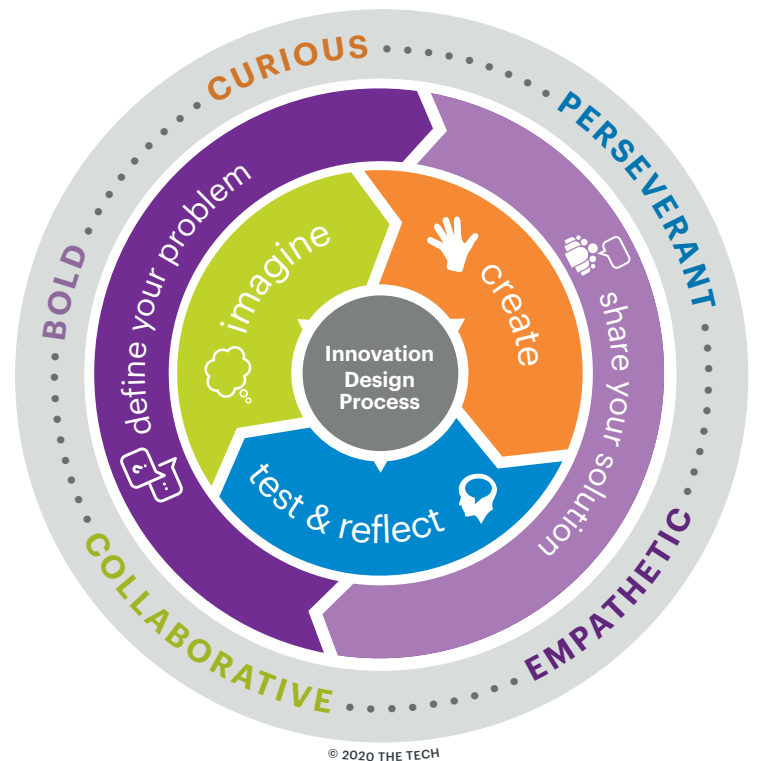 CURIOUS
PERSEVERANT
EMPATHETIC
COLLABORATIVE
BOLD
define your problem
share your solution
imagine
create
test & reflect
Innovation
Design
Process
© 2020 THE TECH